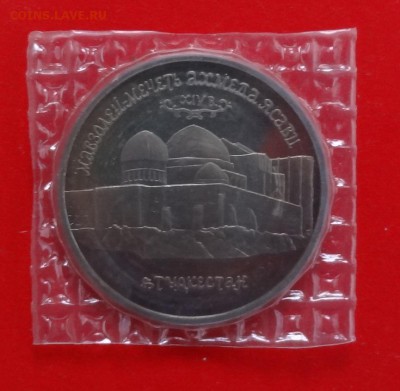 COINS.LAVE.RU
МАВЗОЛЕЙ-МЕЧЕТЬ АХМЕДА ЯСАВИ
XIV В
г. ТУРКЕСТАН